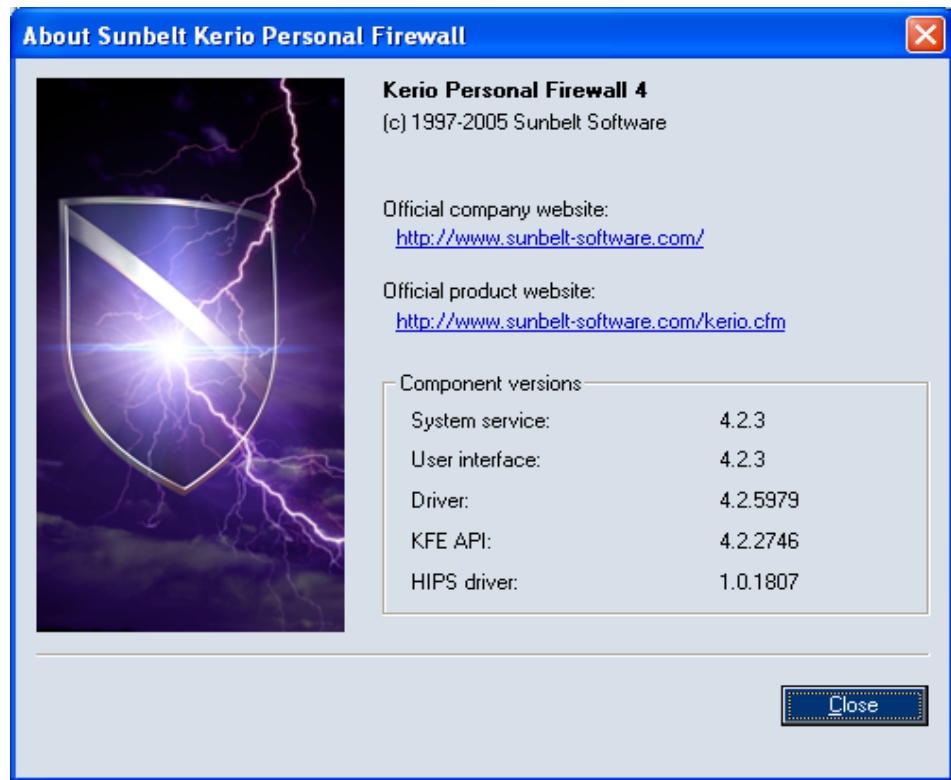 About Sunbelt Kerio Personal Firewall
Kerio Personal Firewall 4
(c) 1997-2005 Sunbelt Software
Official company website:
http://www.sunbelt-software.com/
Official product website:
http://www.sunbelt-software.com/kerio.cfm
Component versions
System service: 4.2.3
User interface: 4.2.3
Driver: 4.2.5979
KFE API: 4.2.2746
HIPS driver: 1.0.1807
Close